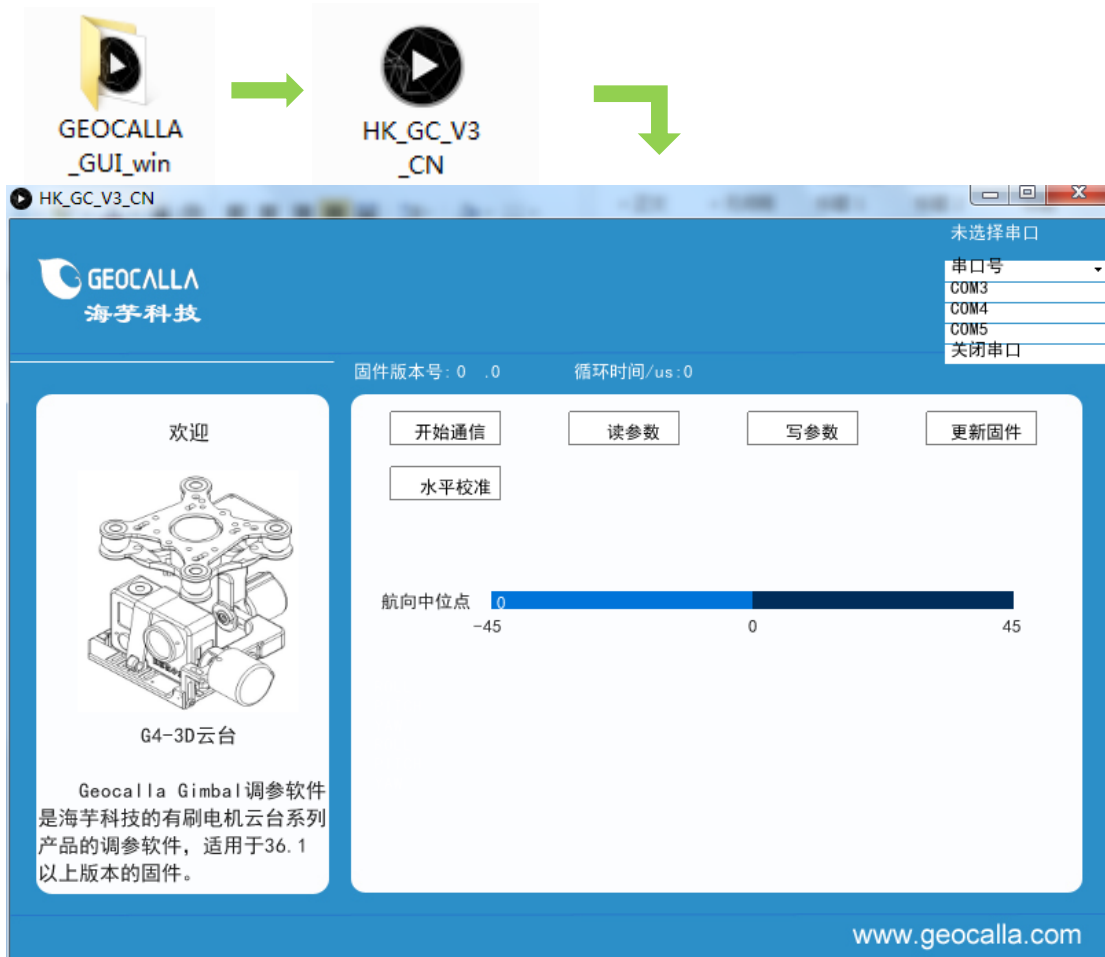 GEOCALLA
_GUI_win
HK_GC_V3
_CN
HK_GC_V3_CN
未选择串口
串口号
COM3
COM4
COM5
关闭串口
GEOCALLA
海芋科技
固件版本号:0 .0 循环时间/us:0
欢迎
开始通信 读参数 写参数 更新固件
水平校准
航向中位点 0
-45 0 45
G4-3D云台
Geocalla Gimbal调参软件
是海芋科技的有刷电机云台系列
产品的调参软件，适用于36.1
以上版本的固件。
www.geocalla.com